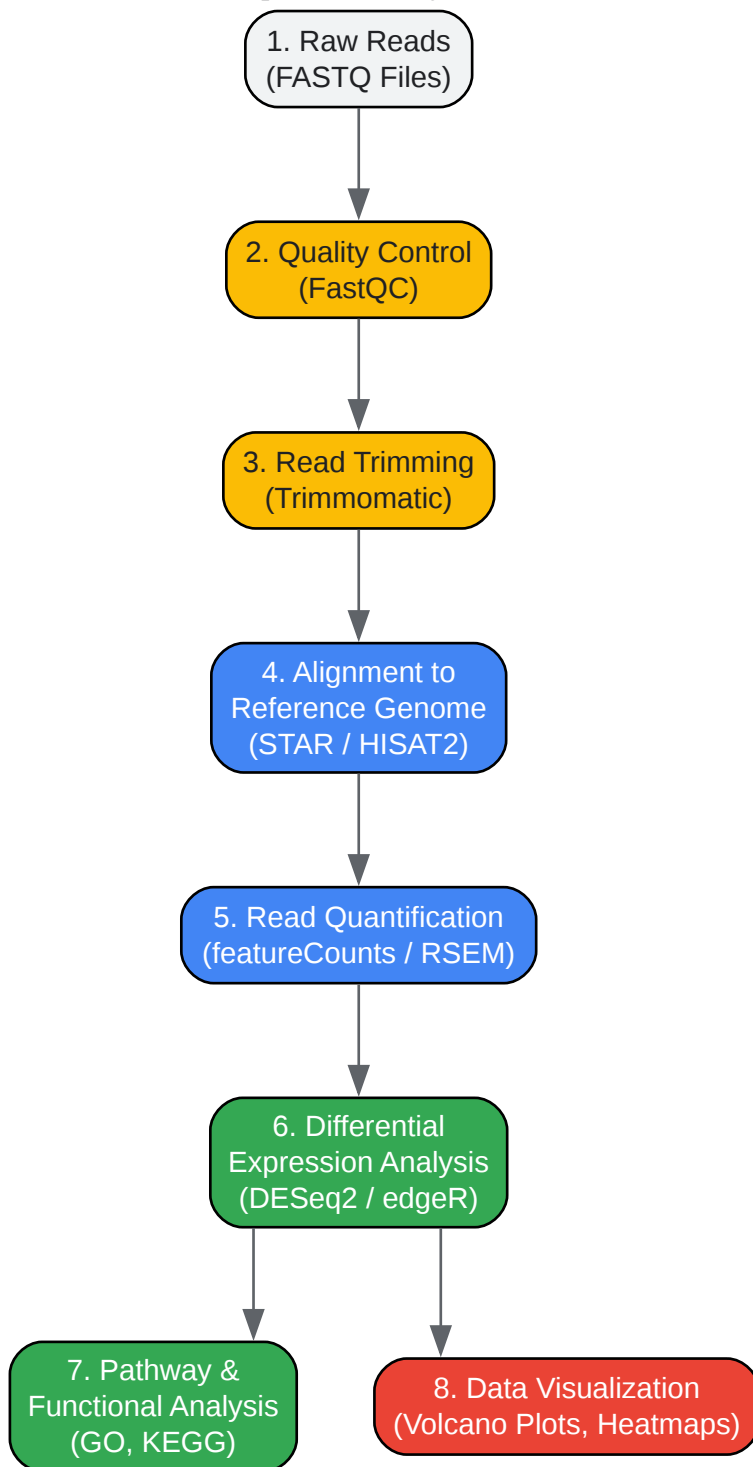 1. Raw Reads
(FASTQ Files)
2. Quality Control
(FastQC)
3. Read Trimming
(Trimmomatic)
4. Alignment to
Reference Genome
(STAR / HISAT2)
5. Read Quantification
(featureCounts / RSEM)
6. Differential
Expression Analysis
(DESeq2 / edgeR)
7. Pathway &
Functional Analysis
(GO, KEGG)
8. Data Visualization
(Volcano Plots, Heatmaps)